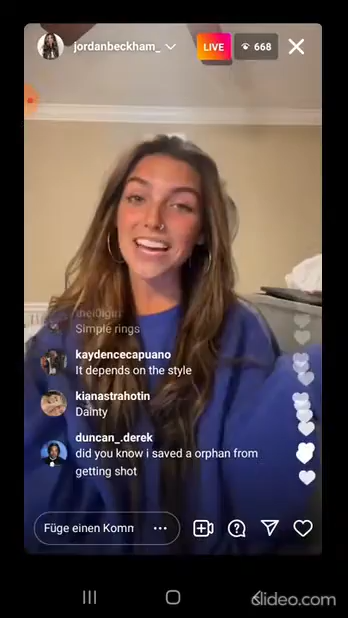 jordanbeckham_
LIVE
668
Simple rings
kaydencecapuano
It depends on the style
kianastrahotin
Dainty
duncan_.derek
did you know i saved a orphan from
getting shot
Füge einen Komm
clideo.com